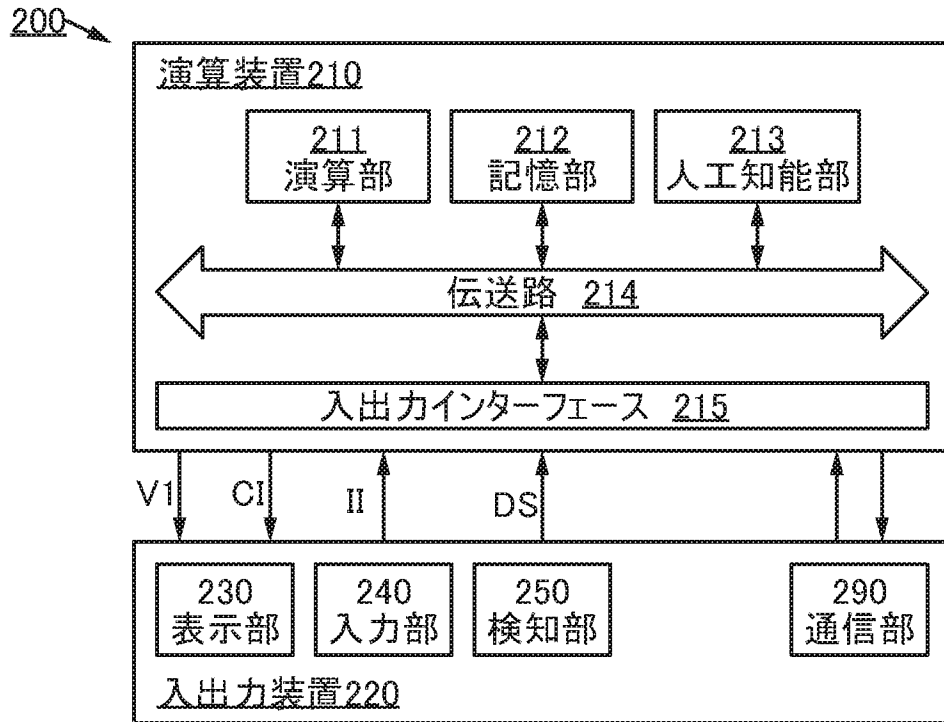 200
演算装置210
211
演算部
212
記憶部
213
人工知能部
伝送路 214
入出力インターフェース 215
V1
CI
II
DS
230
表示部
240
入力部
250
検知部
290
通信部
入出力装置220